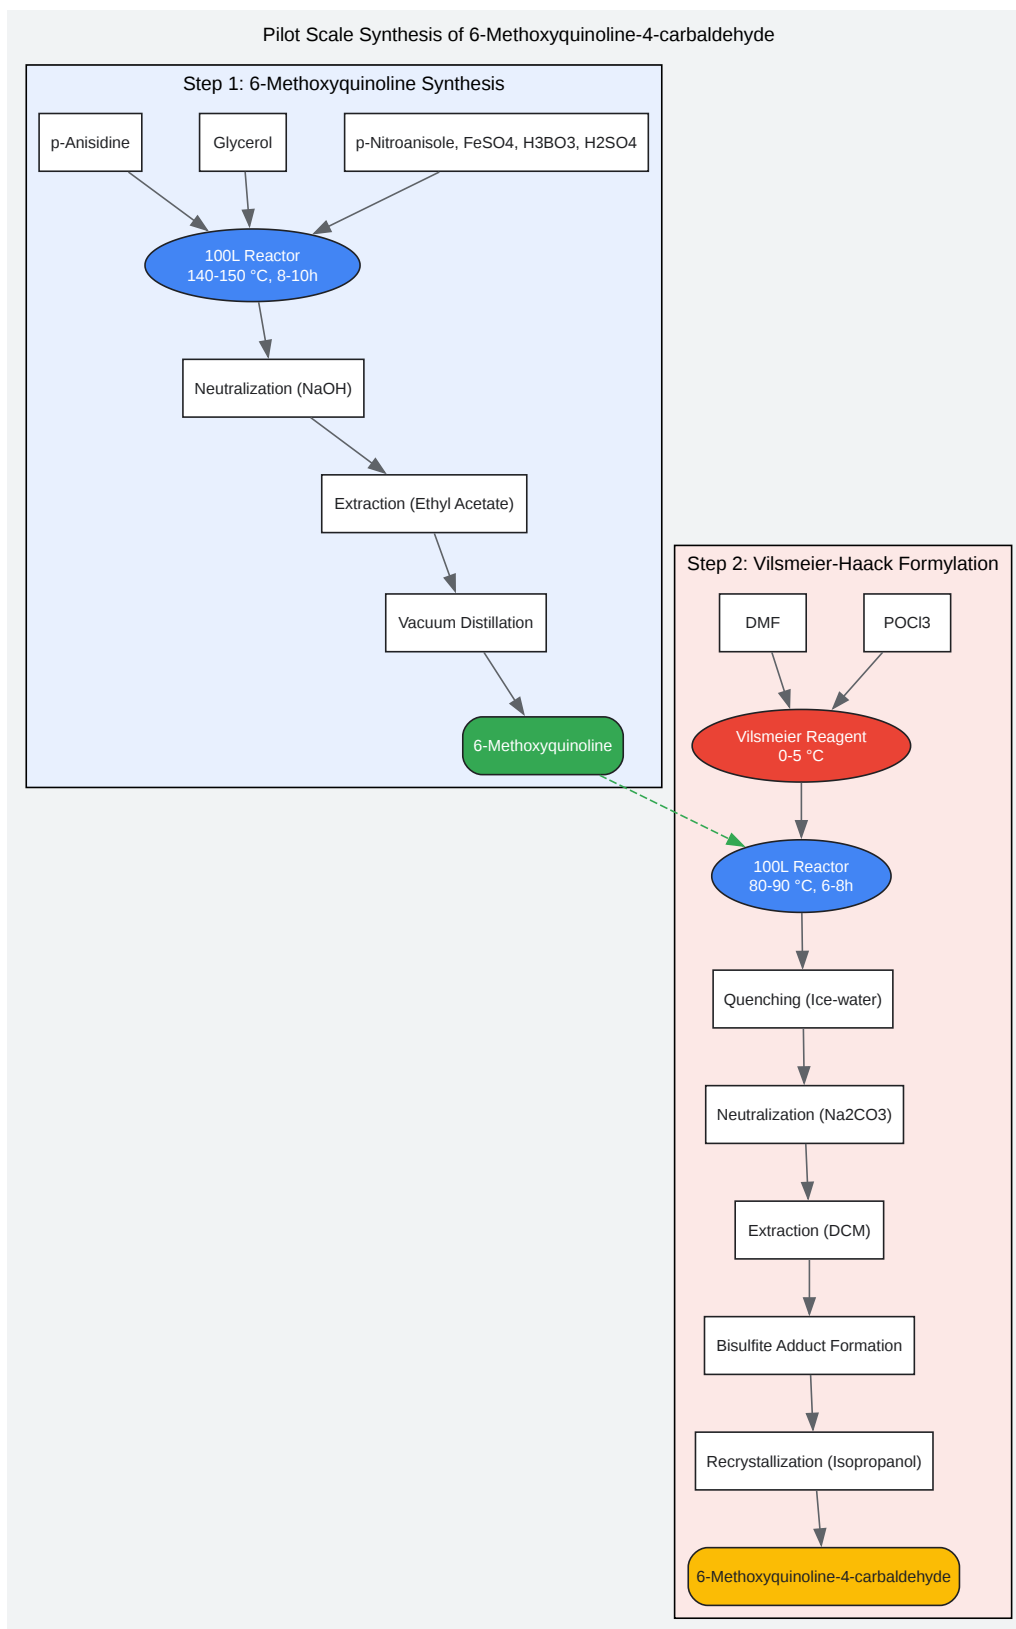 Pilot Scale Synthesis of 6-Methoxyquinoline-4-carbaldehyde
Step 1: 6-Methoxyquinoline Synthesis
p-Anisidine
Glycerol
p-Nitroanisole, FeSO4, H3BO3, H2SO4
100L Reactor
140-150 °C, 8-10h
Neutralization (NaOH)
Extraction (Ethyl Acetate)
Vacuum Distillation
6-Methoxyquinoline
Step 2: Vilsmeier-Haack Formylation
DMF
POCl3
Vilsmeier Reagent
0-5 °C
100L Reactor
80-90 °C, 6-8h
Quenching (Ice-water)
Neutralization (Na2CO3)
Extraction (DCM)
Bisulfite Adduct Formation
Recrystallization (Isopropanol)
6-Methoxyquinoline-4-carbaldehyde